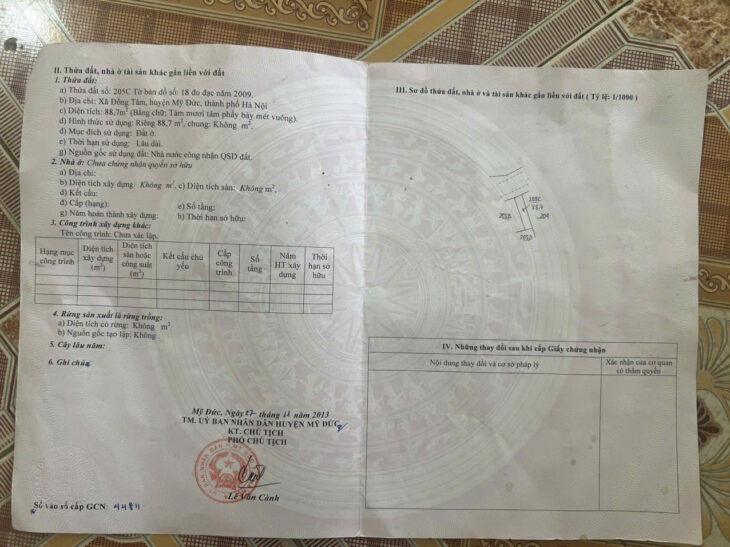 II. Thửa đất, nhà ở tài sản khác gắn liền với đất
1. Thửa đất:
a) Thửa đất số: 205C Tờ bản đồ số: 18 đo đạc năm 2009.
b) Địa chỉ: Xã Đồng Tâm, huyện Mỹ Đức, thành phố Hà Nội
c) Diện tích: 88,7m² (Bằng chữ: Tám mươi tám phẩy bảy mét vuông).
d) Hình thức sử dụng: Riêng 88,7 m², chung: Không m².
đ) Mục đích sử dụng: Đất ở.
e) Thời hạn sử dụng: Lâu dài.
g) Nguồn gốc sử dụng đất: Nhà nước công nhận QSD đất.
2. Nhà ở: Chưa chứng nhận quyền sở hữu
a) Địa chỉ:
b) Diện tích xây dựng: Không m², c) Diện tích sàn: Không m²,
d) Kết cấu:
đ) Cấp (hạng): e) Số tầng:
g) Năm hoàn thành xây dựng: h) Thời hạn sở hữu:
3. Công trình xây dựng khác:
Tên công trình: Chưa xác lập.
Hạng mục công trình
Diện tích xây dựng (m²)
Diện tích sàn hoặc công suất (m²)
Kết cấu chủ yếu
Cấp công trình
Số tầng
Năm HT xây dựng
Thời hạn sở hữu
4. Rừng sản xuất là rừng trồng:
a) Diện tích có rừng: Không m²
b) Nguồn gốc tạo lập: Không
5. Cây lâu năm:
6. Ghi chú:
Mỹ Đức, Ngày 27 tháng 12 năm 2013
TM. UỶ BAN NHÂN DÂN HUYỆN MỸ ĐỨC
KT. CHỦ TỊCH
PHÓ CHỦ TỊCH
Lê Văn Cảnh
Số vào sổ cấp GCN: 4484
III. Sơ đồ thửa đất, nhà ở và tài sản khác gắn liền với đất ( Tỷ lệ: 1/1000 )
205C
88,7
204
IV. Những thay đổi sau khi cấp Giấy chứng nhận
Nội dung thay đổi và cơ sở pháp lý
Xác nhận của cơ quan có thẩm quyền